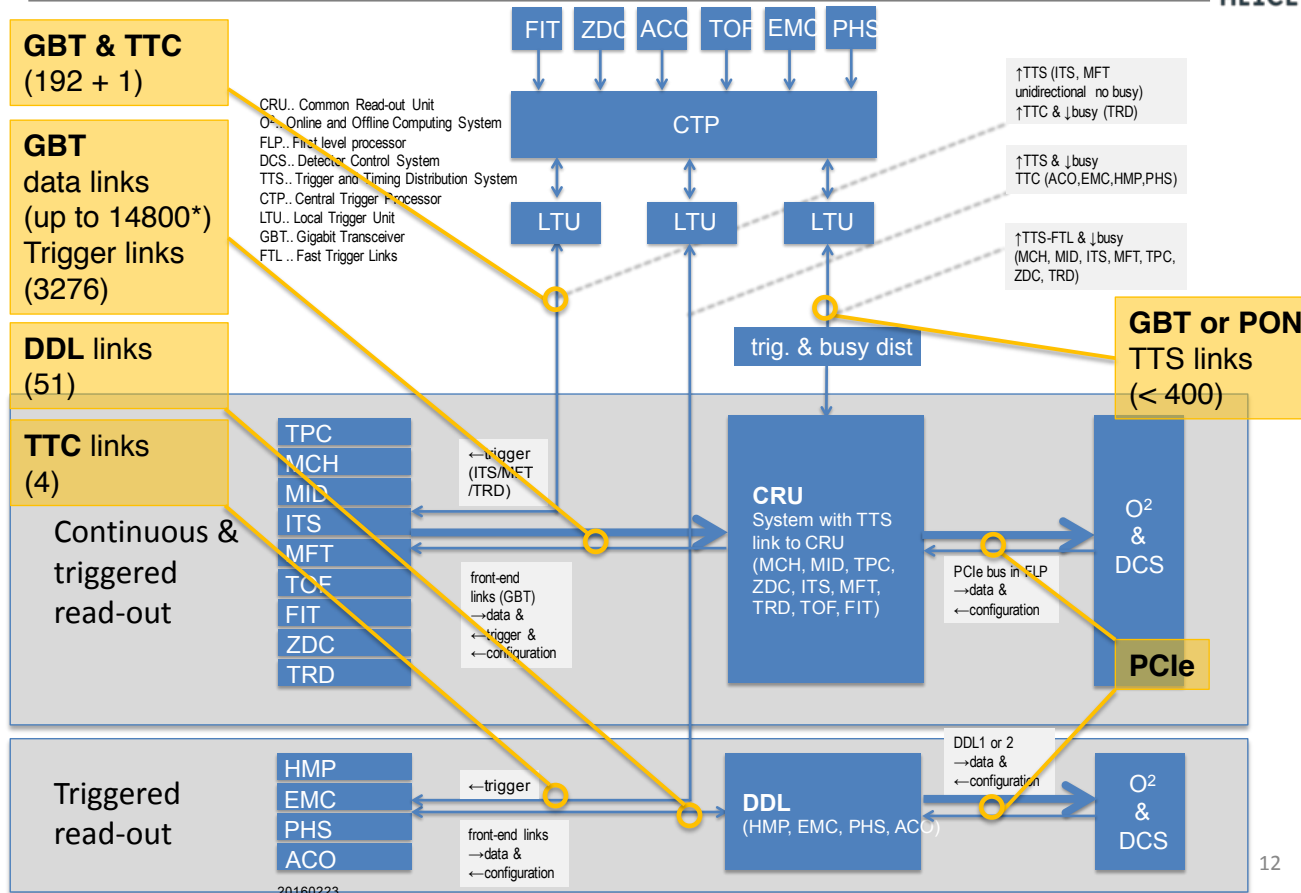 GBT & TTC
(192 + 1)
GBT
data links
(up to 14800*)
Trigger links
(3276)
DDL links
(51)
TTC links
(4)
FIT
ZDC
ACO
TOF
EMC
PHS
CTP
LTU
LTU
LTU
trig. & busy dist
CRU.. Common Read-out Unit
O².. Online and Offline Computing System
FLP.. First level processor
DCS.. Detector Control System
TTS.. Trigger and Timing Distribution System
CTP.. Central Trigger Processor
LTU.. Local Trigger Unit
GBT.. Gigabit Transceiver
FTL .. Fast Trigger Links
↑TTS (ITS, MFT
unidirectional no busy)
↑TTC & ↓busy (TRD)
↑TTS & ↓busy
TTC (ACO,EMC,HMP,PHS)
↑TTS-FTL & ↓busy
(MCH, MID, ITS, MFT, TPC,
ZDC, TRD)
GBT or PON
TTS links
(< 400)
Continuous &
triggered
read-out
TPC
MCH
MID
ITS
MFT
TOF
FIT
ZDC
TRD
←trigger
(ITS/MFT
/TRD)
front-end
links (GBT)
→data &
←trigger &
←configuration
CRU
System with TTS
link to CRU
(MCH, MID, TPC,
ZDC, ITS, MFT,
TRD, TOF, FIT)
PCIe bus in FLP
→data &
←configuration
O²
&
DCS
PCIe
Triggered
read-out
HMP
EMC
PHS
ACO
←trigger
front-end links
→data &
←configuration
DDL
(HMP, EMC, PHS, ACO)
DDL1 or 2
→data &
←configuration
O²
&
DCS
20160223
12